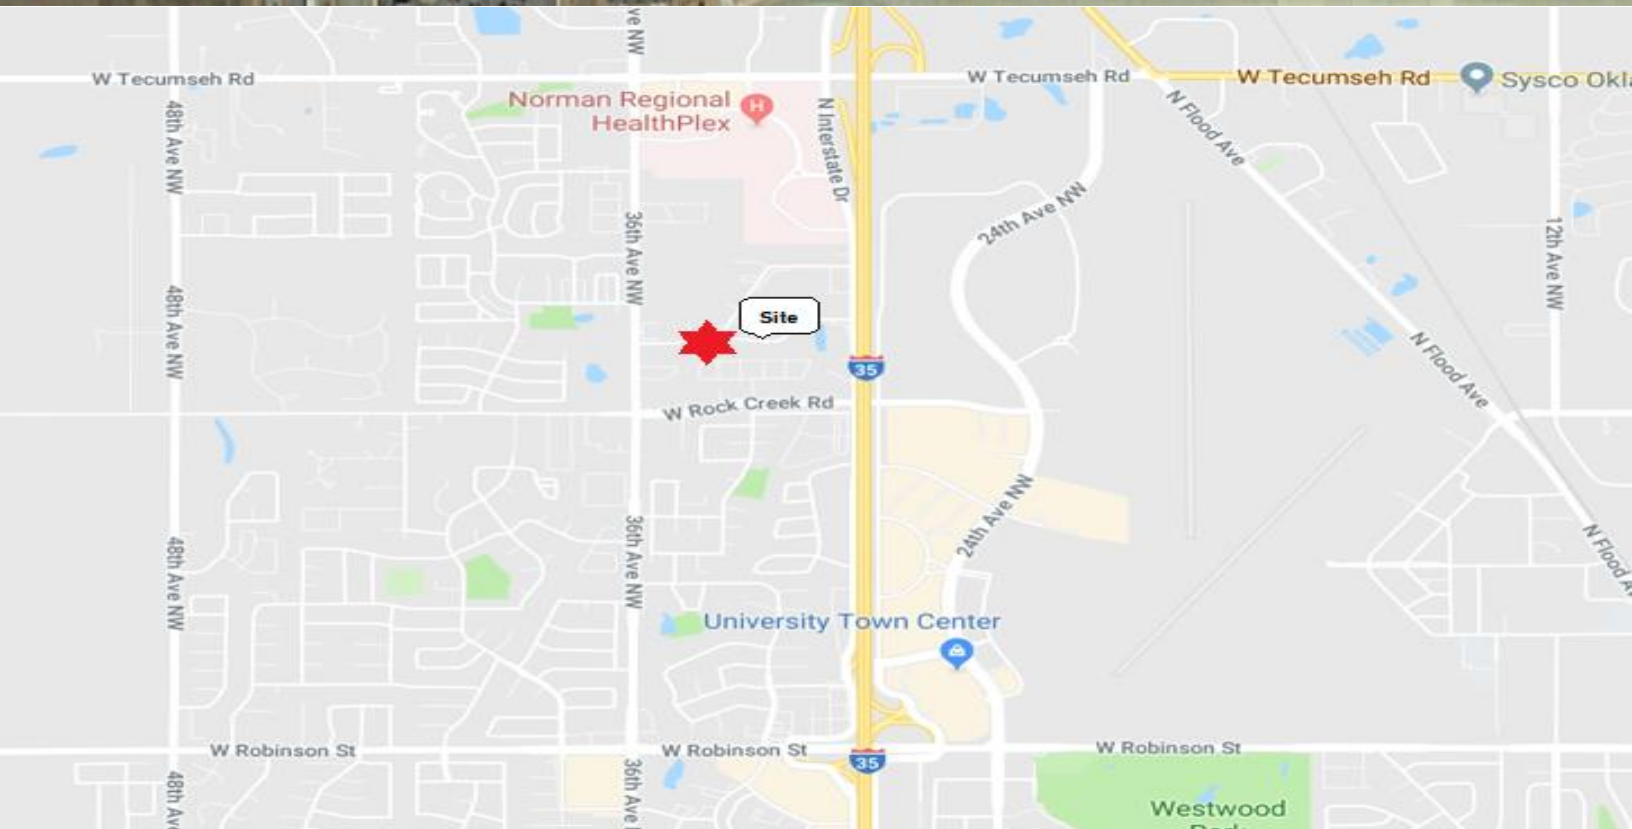 ve NW
W Tecumseh Rd
W Tecumseh Rd
W Tecumseh Rd
Sysco Okla
Norman Regional
HealthPlex
H
48th Ave NW
N Interstate Dr
N Flood Ave
24th Ave NW
36th Ave NW
12th Ave NW
48th Ave NW
Site
35
N Flood Ave
W Rock Creek Rd
24th Ave NW
36th Ave NW
48th Ave NW
N Flood A
University Town Center
W Robinson St
W Robinson St
W Robinson St
35
36th Ave
48th Ave
Westwood
Park